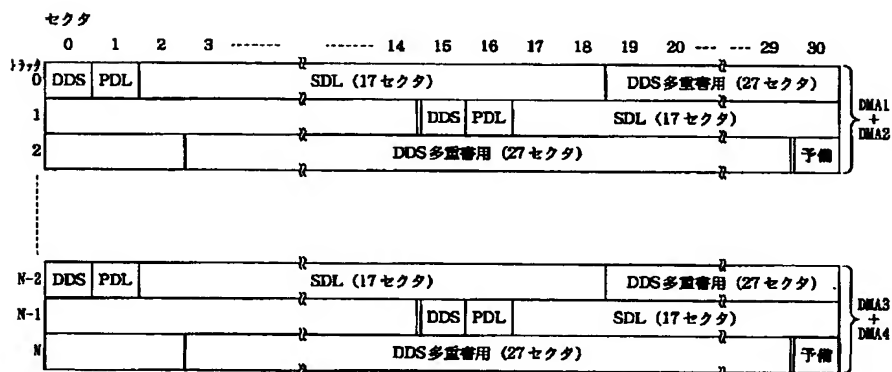 セクタ
0 1 2 3 -------- -------- 14 15 16 17 18 19 20 --- --- 29 30
トラック
0 DDS PDL SDL (17セクタ) DDS多重書用 (27セクタ)
1 DDS PDL SDL (17セクタ)
2 DDS多重書用 (27セクタ) 予備
DMA1
+
DMA2
N-2 DDS PDL SDL (17セクタ) DDS多重書用 (27セクタ)
N-1 DDS PDL SDL (17セクタ)
N DDS多重書用 (27セクタ) 予備
DMA3
+
DMA4